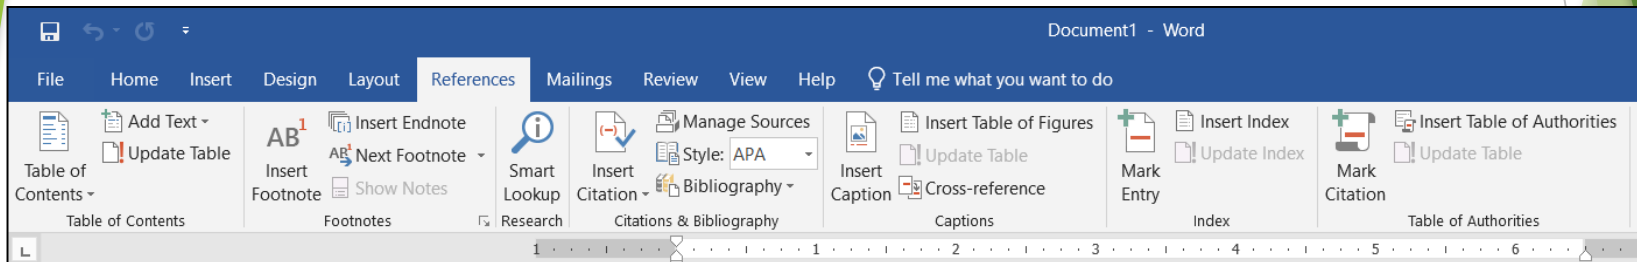 Document1 - Word
File Home Insert Design Layout References Mailings Review View Help Tell me what you want to do
Table of
Contents
Add Text
Update Table
Table of Contents
AB1
Insert
Footnote
Insert Endnote
Next Footnote
Show Notes
Footnotes
Smart
Lookup
Research
Insert
Citation
Manage Sources
Style: APA
Bibliography
Citations & Bibliography
Insert
Caption
Insert Table of Figures
Update Table
Cross-reference
Captions
Mark
Entry
Insert Index
Update Index
Index
Mark
Citation
Insert Table of Authorities
Update Table
Table of Authorities
L 1 1 2 3 4 5 6